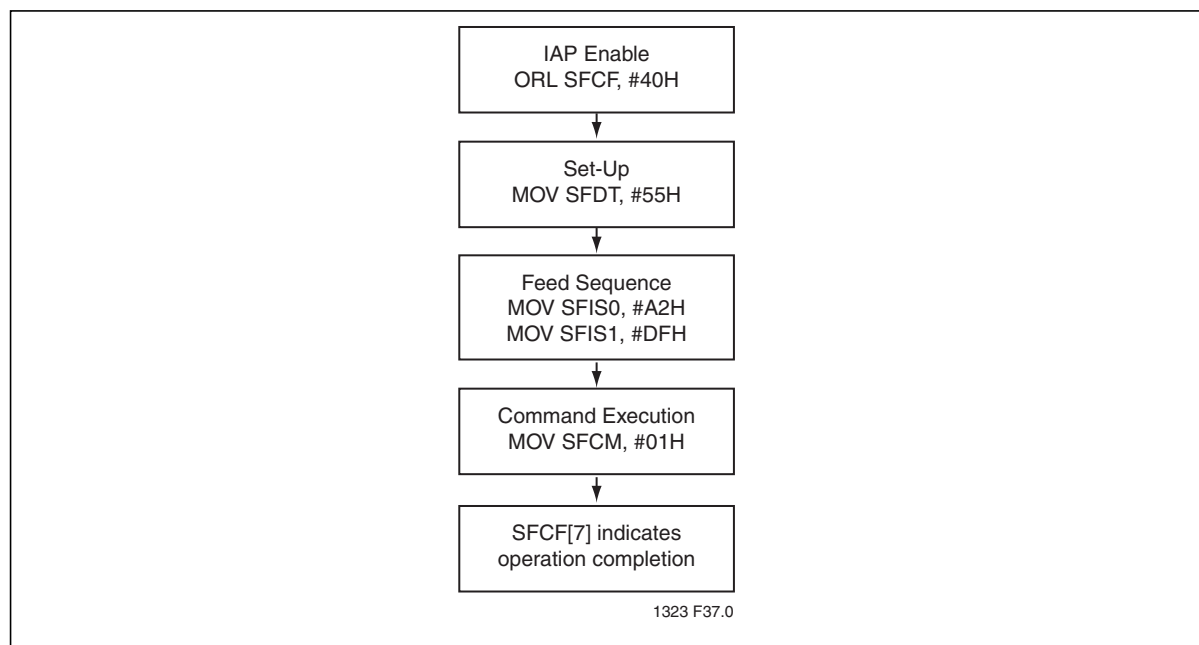 IAP Enable
ORL SFCF, #40H
Set-Up
MOV SFDT, #55H
Feed Sequence
MOV SFIS0, #A2H
MOV SFIS1, #DFH
Command Execution
MOV SFCM, #01H
SFCF[7] indicates
operation completion
1323 F37.0